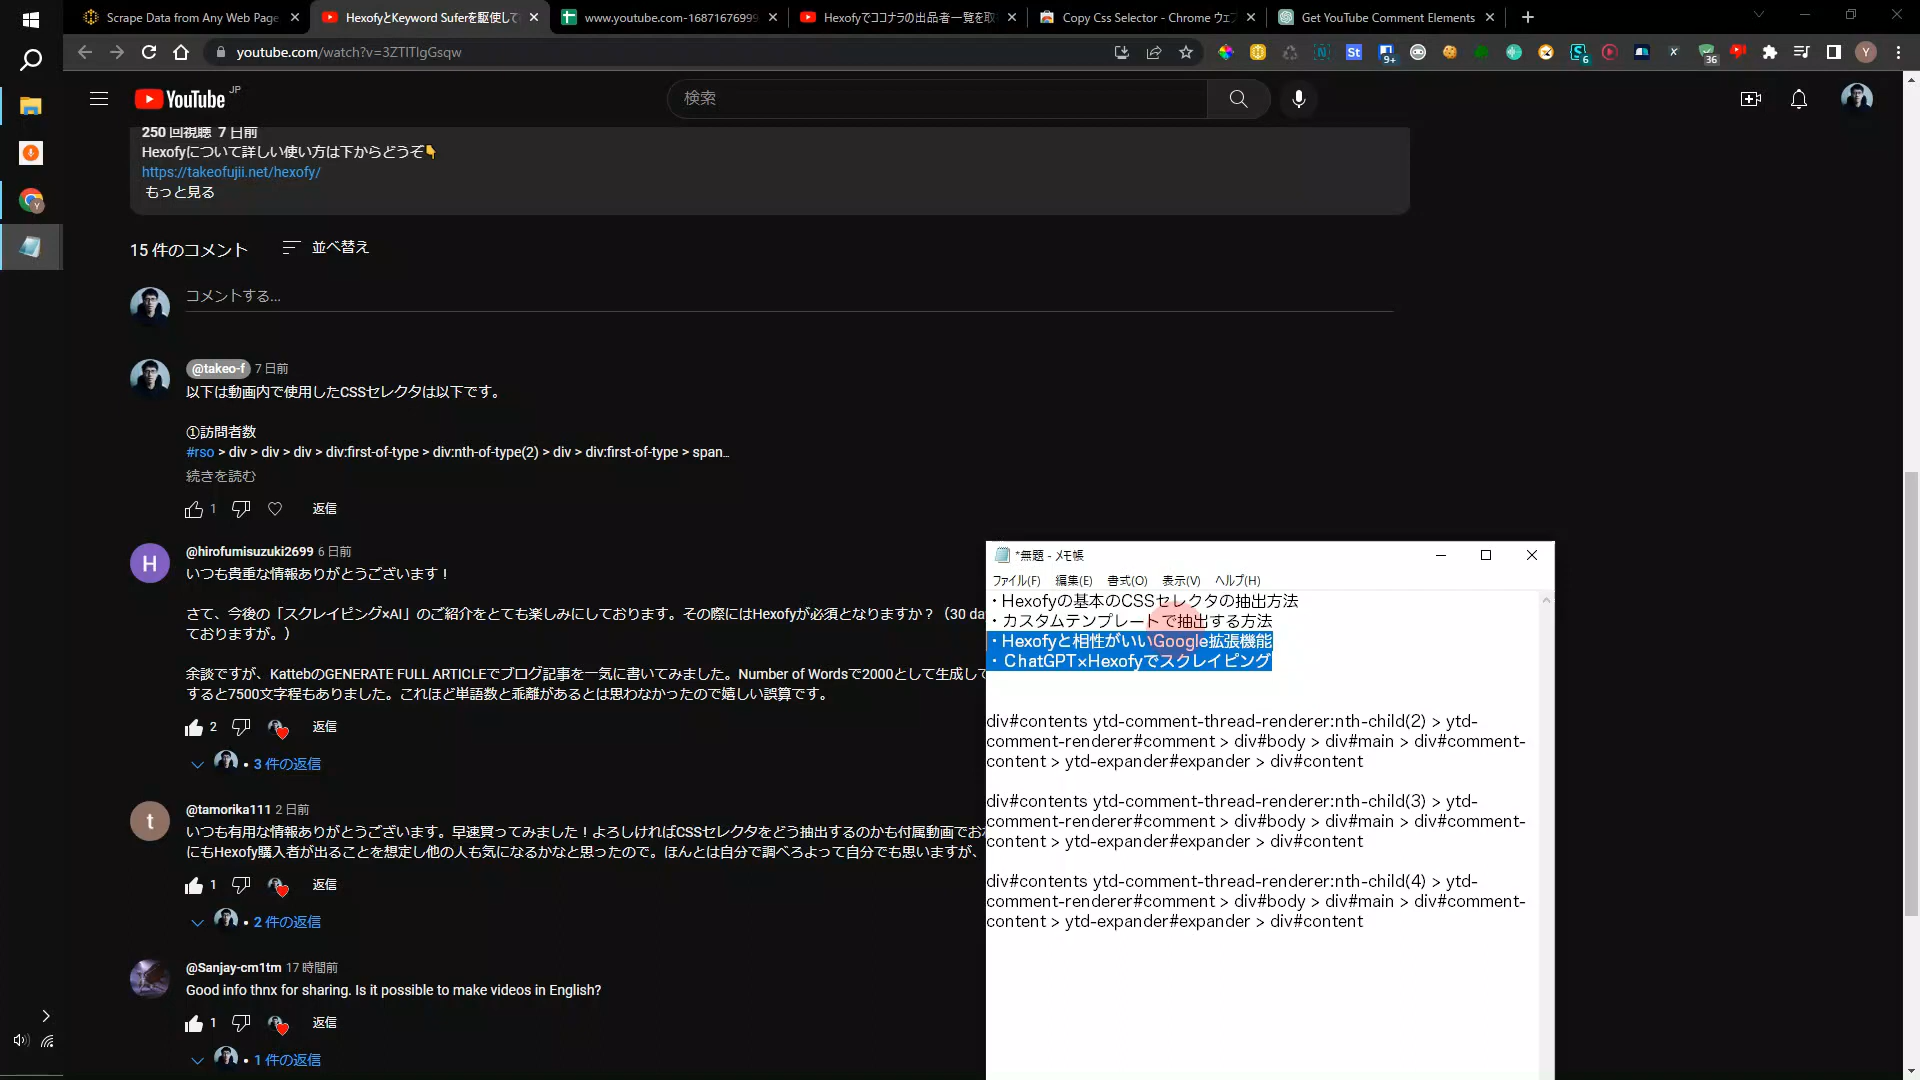 Scrape Data from Any Web Page
HexofyとKeyword Suferを駆使して
www.youtube.com-16871676999
Hexofyでココナラの出品者一覧を取
Copy Css Selector - Chrome ウェブ
Get YouTube Comment Elements
youtube.com/watch?v=3ZTlTlgGsqw
St
9+
6
36
Y
YouTube JP
検索
250 回視聴 7 日前
Hexofyについて詳しい使い方は下からどうぞ👇
https://takeofujii.net/hexofy/
もっと見る
15 件のコメント
並べ替え
コメントする...
@takeo-f 7 日前
以下は動画内で使用したCSSセレクタは以下です。
①訪問者数
#rso > div > div > div > div:first-of-type > div:nth-of-type(2) > div > div:first-of-type > span…
続きを読む
1
返信
H
@hirofumisuzuki2699 6 日前
いつも貴重な情報ありがとうございます！
さて、今後の「スクレイピング×AI」のご紹介をとても楽しみにしております。その際にはHexofyが必須となりますか？（30 da
ておりますが。）
余談ですが、KattebのGENERATE FULL ARTICLEでブログ記事を一気に書いてみました。Number of Wordsで2000として生成して
すると7500文字程もありました。これほど単語数と乖離があるとは思わなかったので嬉しい誤算です。
2
返信
• 3 件の返信
t
@tamorika111 2 日前
いつも有用な情報ありがとうございます。早速買ってみました！よろしければCSSセレクタをどう抽出するのかも付属動画でお
にもHexofy購入者が出ることを想定し他の人も気になるかなと思ったので。ほんとは自分で調べろよって自分でも思いますが、
1
返信
• 2 件の返信
@Sanjay-cm1tm 17 時間前
Good info thnx for sharing. Is it possible to make videos in English?
1
返信
• 1 件の返信
*無題 - メモ帳
ファイル(F) 編集(E) 書式(O) 表示(V) ヘルプ(H)
・Hexofyの基本のCSSセレクタの抽出方法
・カスタムテンプレートで抽出する方法
・Hexofyと相性がいいGoogle拡張機能
・ChatGPT×Hexofyでスクレイピング
div#contents ytd-comment-thread-renderer:nth-child(2) > ytd-
comment-renderer#comment > div#body > div#main > div#comment-
content > ytd-expander#expander > div#content
div#contents ytd-comment-thread-renderer:nth-child(3) > ytd-
comment-renderer#comment > div#body > div#main > div#comment-
content > ytd-expander#expander > div#content
div#contents ytd-comment-thread-renderer:nth-child(4) > ytd-
comment-renderer#comment > div#body > div#main > div#comment-
content > ytd-expander#expander > div#content